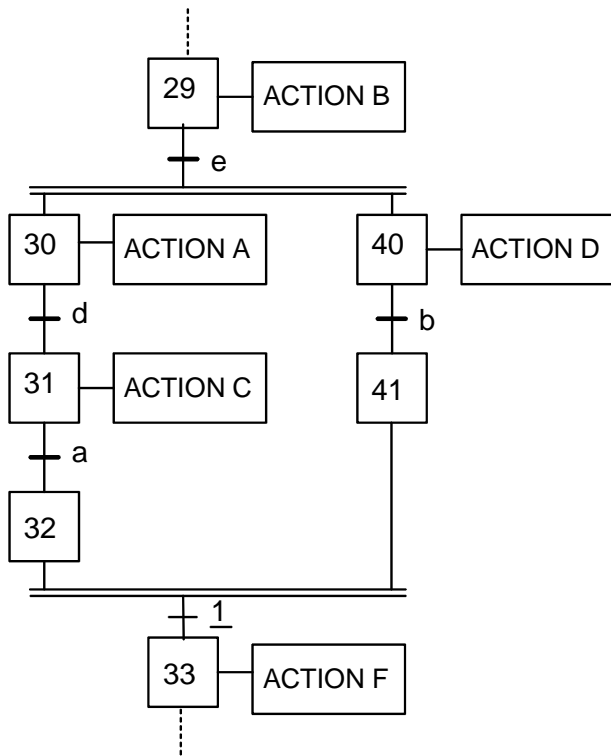 29
ACTION B
e
30
ACTION A
40
ACTION D
d
b
31
ACTION C
41
a
32
1
33
ACTION F